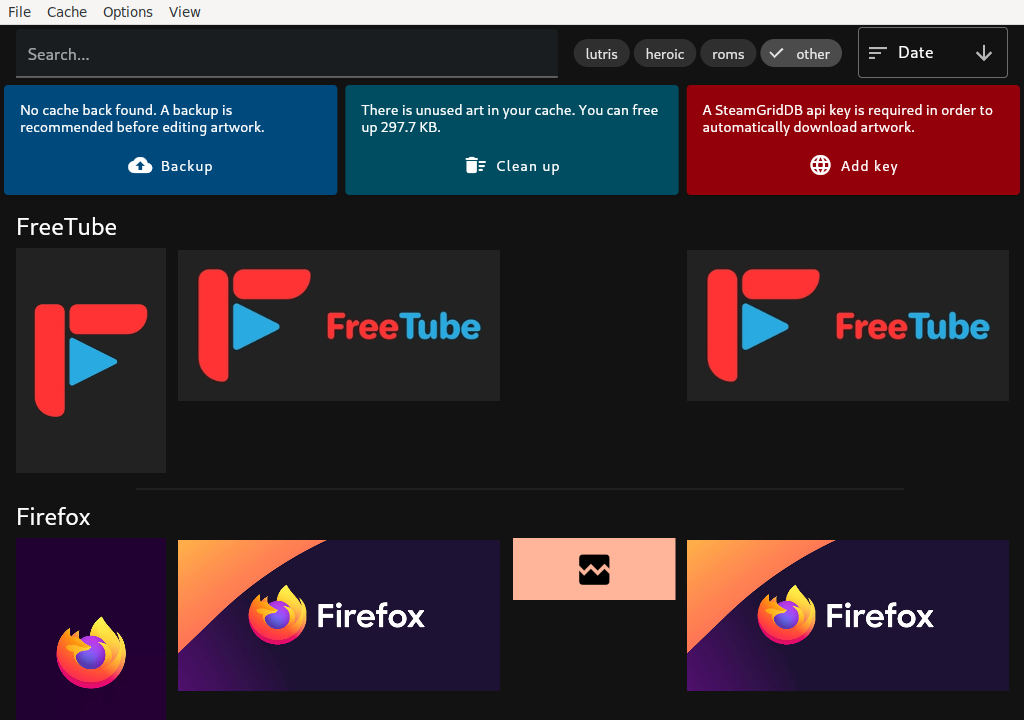 File Cache Options View
Search...
lutris heroic roms other
Date
No cache back found. A backup is
recommended before editing artwork.
Backup
There is unused art in your cache. You can free
up 297.7 KB.
Clean up
A SteamGridDB api key is required in order to
automatically download artwork.
Add key
FreeTube
FreeTube
FreeTube
Firefox
Firefox
Firefox